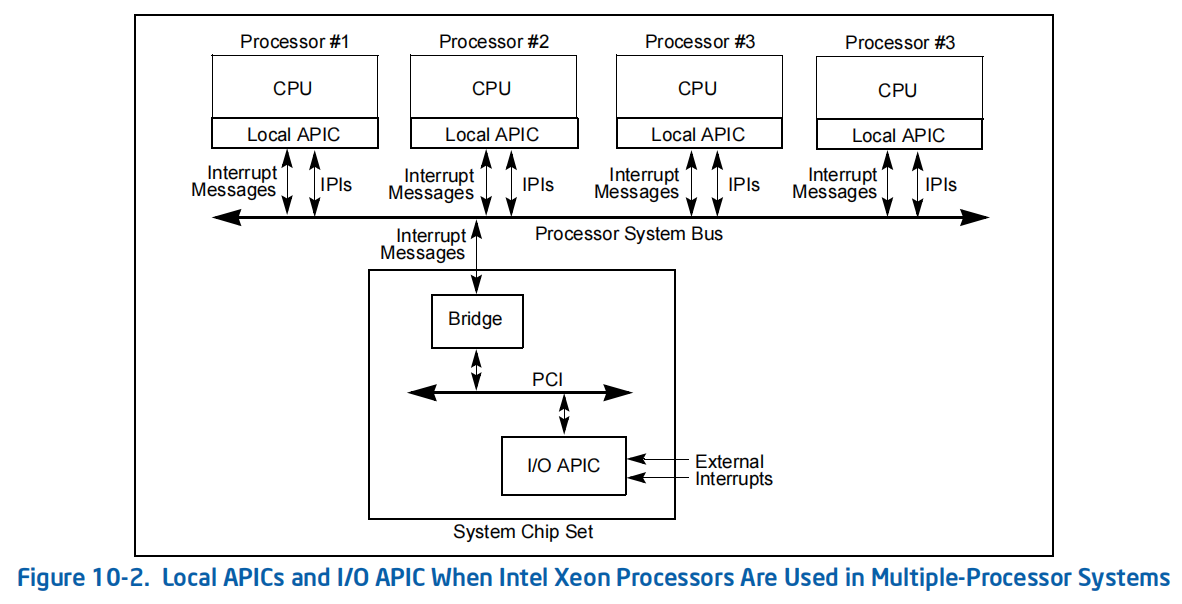 Processor #1
Processor #2
Processor #3
Processor #3
CPU
CPU
CPU
CPU
Local APIC
Local APIC
Local APIC
Local APIC
Interrupt
Messages
IPIs
Interrupt
Messages
IPIs
Interrupt
Messages
IPIs
Interrupt
Messages
IPIs
Processor System Bus
Interrupt
Messages
Bridge
PCI
I/O APIC
External
Interrupts
System Chip Set
Figure 10-2. Local APICs and I/O APIC When Intel Xeon Processors Are Used in Multiple-Processor Systems